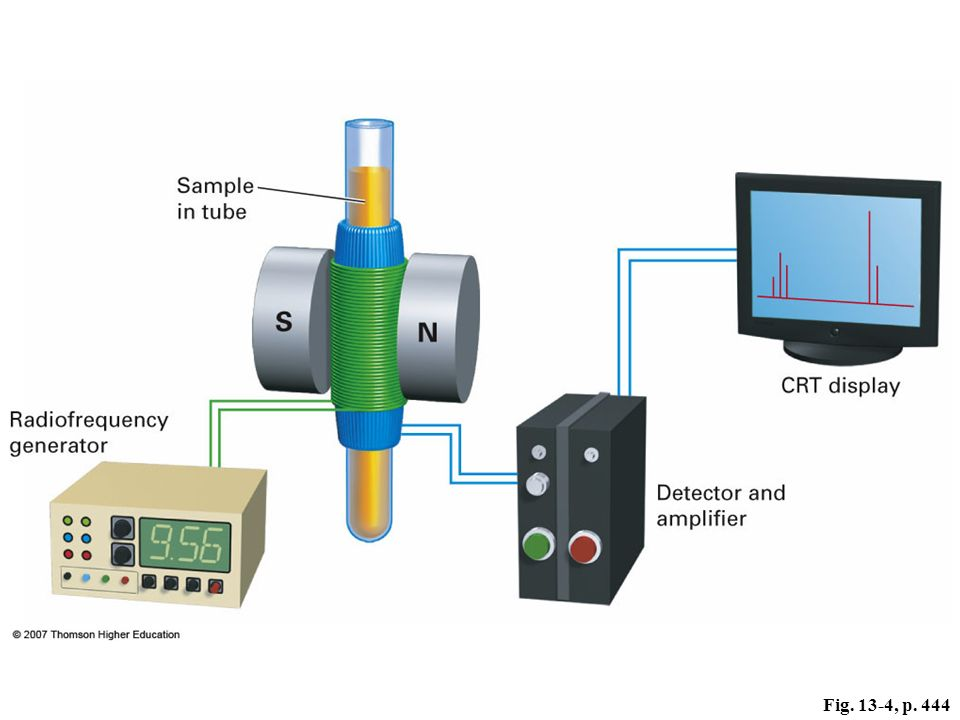 Sample
in tube
S
N
CRT display
Radiofrequency
generator
9.56
Detector and
amplifier
© 2007 Thomson Higher Education
Fig. 13-4, p. 444